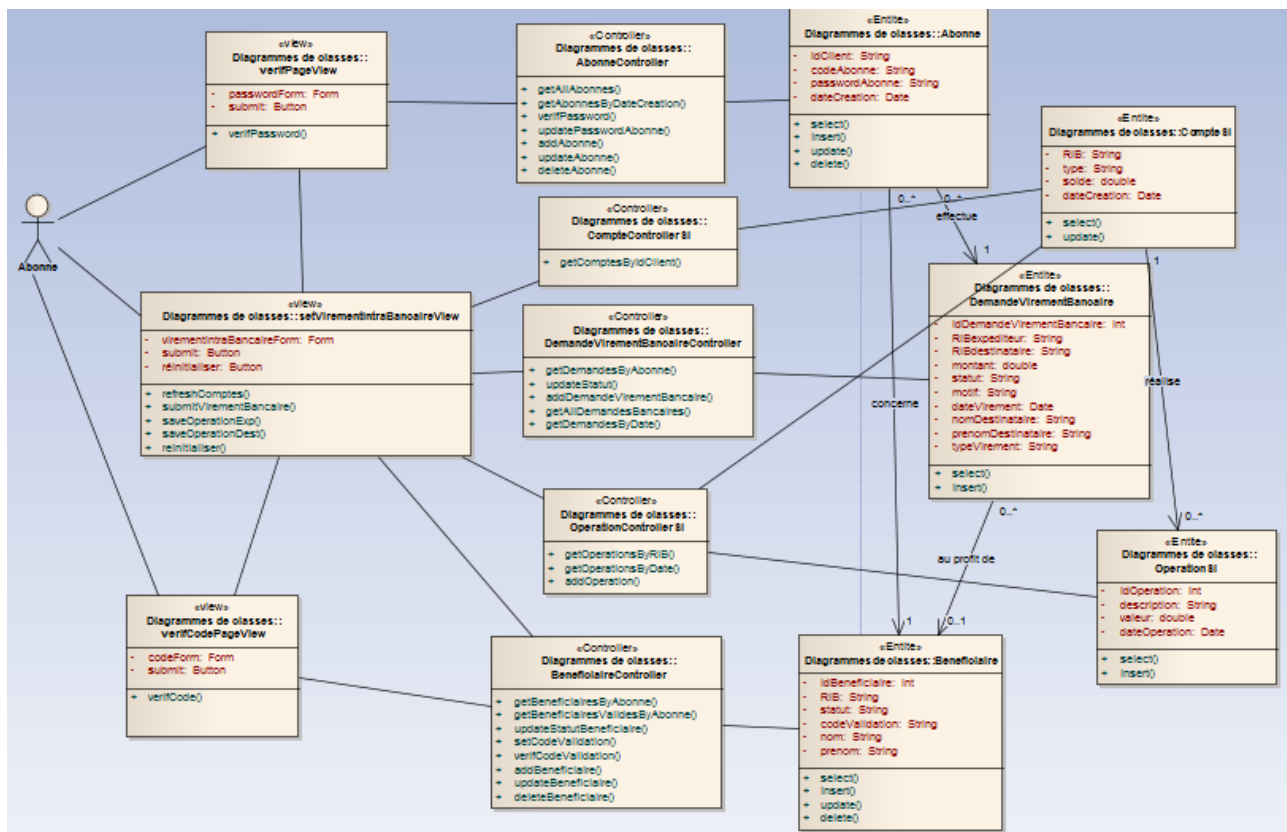 «view»
Diagrammes de classes::
verifPageView
- passwordForm: Form
- submit: Button
+ verifPassword()
«Controller»
Diagrammes de classes::
AbonneController
+ getAllAbonnes()
+ getAbonnesByDateCreation()
+ verifPassword()
+ updatePasswordAbonne()
+ addAbonne()
+ updateAbonne()
+ deleteAbonne()
«Entite»
Diagrammes de classes::Abonne
- idClient: String
- codeAbonne: String
- passwordAbonne: String
- dateCreation: Date
+ select()
+ insert()
+ update()
+ delete()
«Entite»
Diagrammes de classes::CompteSI
- RIB: String
- type: String
- solde: double
- dateCreation: Date
+ select()
+ update()
Abonne
«Controller»
Diagrammes de classes::
CompteControllerSI
+ getComptesByIdClient()
0..*
0..*
effectue
1
1
«view»
Diagrammes de classes::setVirementIntraBancaireView
- virementIntraBancaireForm: Form
- submit: Button
- réinitialiser: Button
+ refreshComptes()
+ submitVirementBancaire()
+ saveOperationExp()
+ saveOperationDest()
+ reinitialiser()
«Controller»
Diagrammes de classes::
DemandeVirementBancaireController
+ getDemandesByAbonne()
+ updateStatut()
+ addDemandeVirementBancaire()
+ getAllDemandesBancaires()
+ getDemandesByDate()
«Entite»
Diagrammes de classes::
DemandeVirementBancaire
- idDemandeVirementBancaire: int
- RIBexpediteur: String
- RIBdestinataire: String
- montant: double
- statut: String
- motif: String
- dateVirement: Date
- nomDestinataire: String
- prenomDestinataire: String
- typeVirement: String
+ select()
+ insert()
concerne
réalise
«Controller»
Diagrammes de classes::
OperationControllerSI
+ getOperationsByRIB()
+ getOperationsByDate()
+ addOperation()
0..*
0..*
au profit de
«Entite»
Diagrammes de classes::
OperationSI
- idOperation: int
- description: String
- valeur: double
- dateOperation: Date
+ select()
+ insert()
«view»
Diagrammes de classes::
verifCodePageView
- codeForm: Form
- submit: Button
+ verifCode()
«Controller»
Diagrammes de classes::
BeneficiaireController
+ getBeneficiairesByAbonne()
+ getBeneficiairesValidesByAbonne()
+ updateStatutBeneficiaire()
+ setCodeValidation()
+ verifCodeValidation()
+ addBeneficiaire()
+ updateBeneficiaire()
+ deleteBeneficiaire()
1
0..1
«Entite»
Diagrammes de classes::Beneficiaire
- idBeneficiaire: int
- RIB: String
- statut: String
- codeValidation: String
- nom: String
- prenom: String
+ select()
+ insert()
+ update()
+ delete()